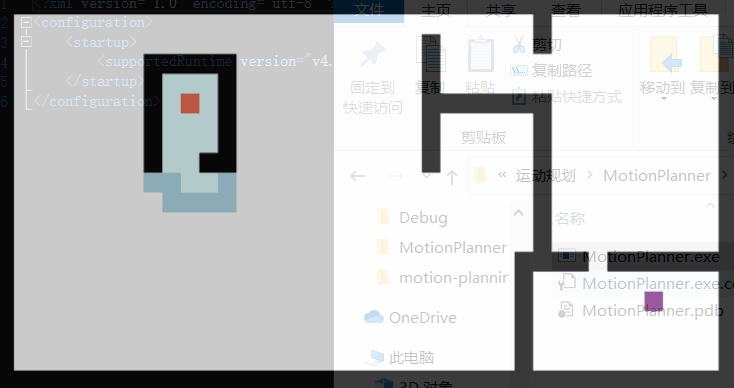 1 <?xml version="1.0" encoding="utf-8"
2 <configuration>
3 <startup>
4 <supportedRuntime version="v4.
5 </startup>
6 </configuration>
文件 主页 共享 查看 应用程序工具
固定到
快速访问
复制
粘贴
剪切
复制路径
粘贴快捷方式
移动到
复制到
剪贴板
« 运动规划 MotionPlanner
Debug
MotionPlanner
motion-plannin
OneDrive
此电脑
3D 对象
名称
MotionPlanner.exe
MotionPlanner.exe.co
MotionPlanner.pdb